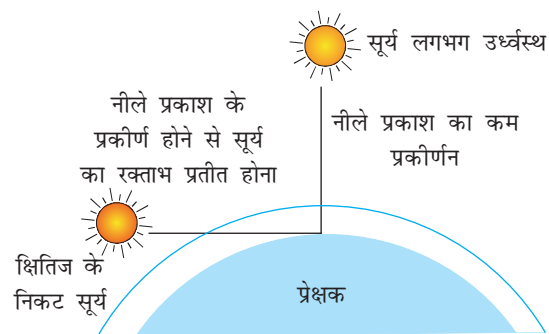 सूर्य लगभग उर्ध्वस्थ
नीले प्रकाश के
प्रकीर्ण होने से सूर्य
का रक्ताभ प्रतीत होना
नीले प्रकाश का कम
प्रकीर्णन
क्षितिज के
निकट सूर्य
प्रेक्षक